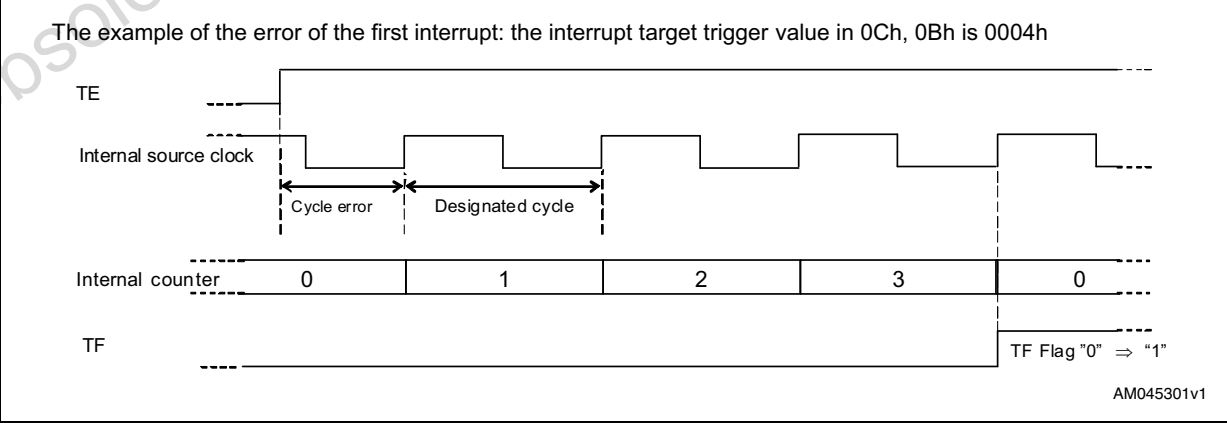 The example of the error of the first interrupt: the interrupt target trigger value in 0Ch, 0Bh is 0004h
TE
Internal source clock
Cycle error
Designated cycle
Internal counter
0
1
2
3
0
TF
TF Flag ”0” ⇒ “1”
AM045301v1